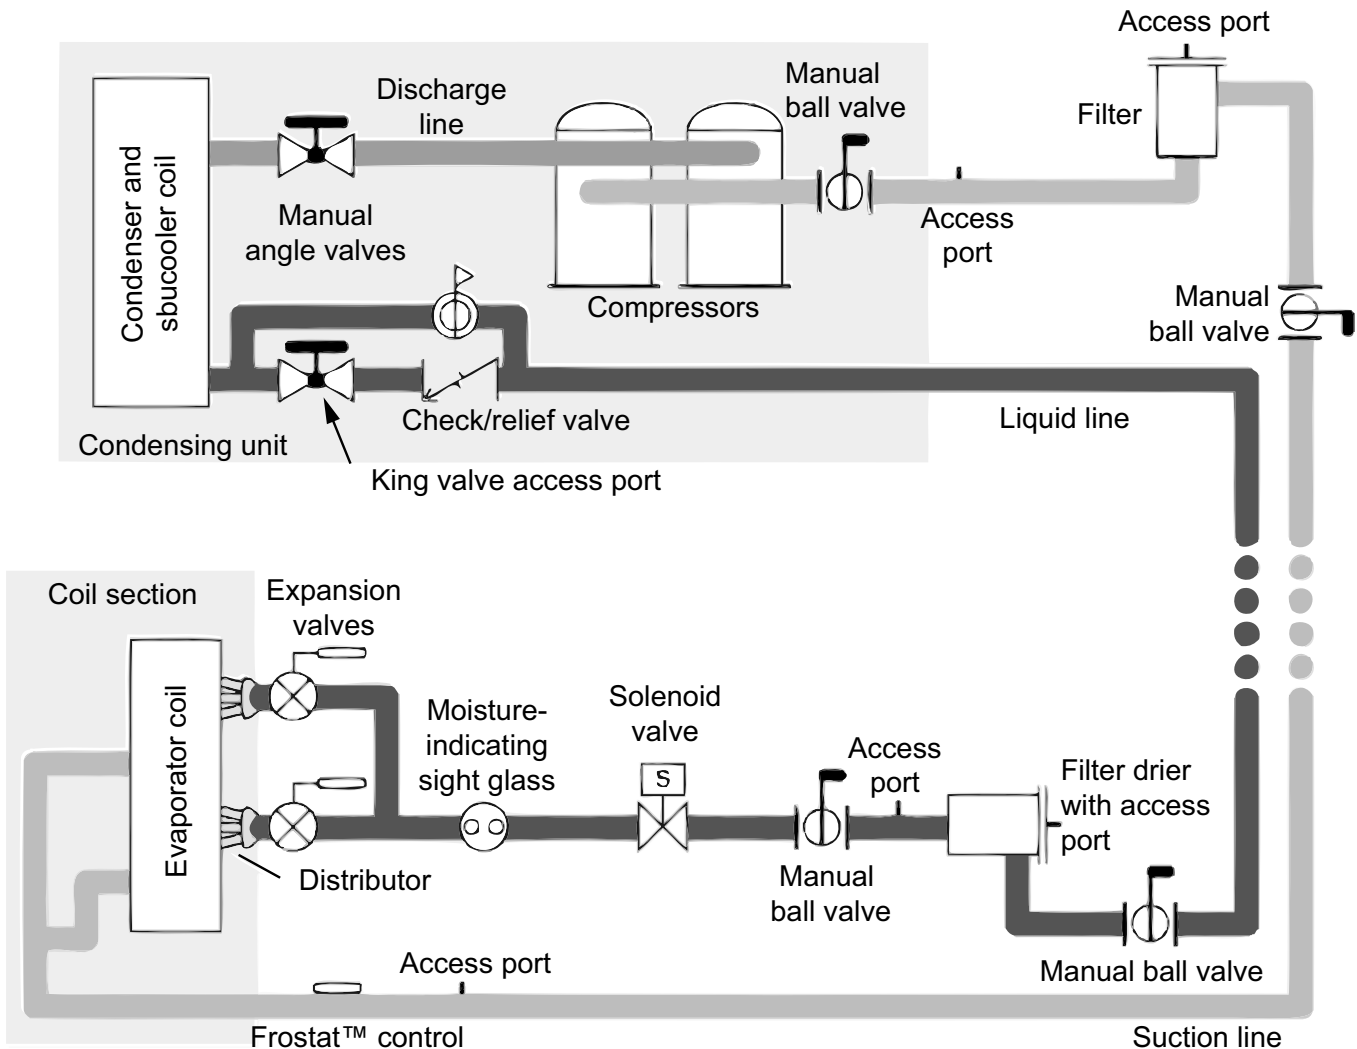 Access port
Manual
ball valve
Discharge
line
Filter
Condenser and
sbucooler coil
Manual
angle valves
Access
port
Compressors
Manual
ball valve
Check/relief valve
Liquid line
Condensing unit
King valve access port
Coil section
Expansion
valves
Evaporator coil
Moisture-
indicating
sight glass
Solenoid
valve
S
Access
port
Filter drier
with access
port
Distributor
Manual
ball valve
Access port
Manual ball valve
Frostat™ control
Suction line